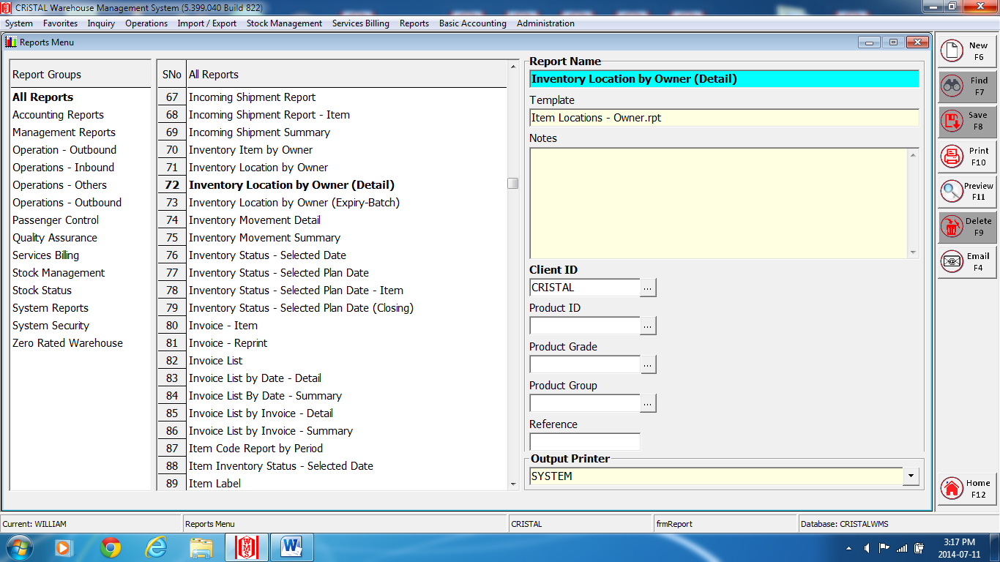 CRiSTAL Warehouse Management System (5.399.040 Build 822)
System Favorites Inquiry Operations Import / Export Stock Management Services Billing Reports Basic Accounting Administration
Reports Menu
Report Groups
All Reports
Accounting Reports
Management Reports
Operation - Outbound
Operations - Inbound
Operations - Others
Operations - Outbound
Passenger Control
Quality Assurance
Services Billing
Stock Management
Stock Status
System Reports
System Security
Zero Rated Warehouse
SNo All Reports
67 Incoming Shipment Report
68 Incoming Shipment Report - Item
69 Incoming Shipment Summary
70 Inventory Item by Owner
71 Inventory Location by Owner
72 Inventory Location by Owner (Detail)
73 Inventory Location by Owner (Expiry-Batch)
74 Inventory Movement Detail
75 Inventory Movement Summary
76 Inventory Status - Selected Date
77 Inventory Status - Selected Plan Date
78 Inventory Status - Selected Plan Date - Item
79 Inventory Status - Selected Plan Date (Closing)
80 Invoice - Item
81 Invoice - Reprint
82 Invoice List
83 Invoice List by Date - Detail
84 Invoice List By Date - Summary
85 Invoice List by Invoice - Detail
86 Invoice List by Invoice - Summary
87 Item Code Report by Period
88 Item Inventory Status - Selected Date
89 Item Label
Report Name
Inventory Location by Owner (Detail)
Template
Item Locations - Owner.rpt
Notes
Client ID
CRISTAL ...
Product ID
...
Product Grade
...
Product Group
...
Reference
Output Printer
SYSTEM
New
F6
Find
F7
Save
F8
Print
F10
Preview
F11
Delete
F9
Email
F4
Home
F12
Current: WILLIAM Reports Menu CRISTAL frmReport Database: CRISTALWMS
WMS
W
3:17 PM
2014-07-11